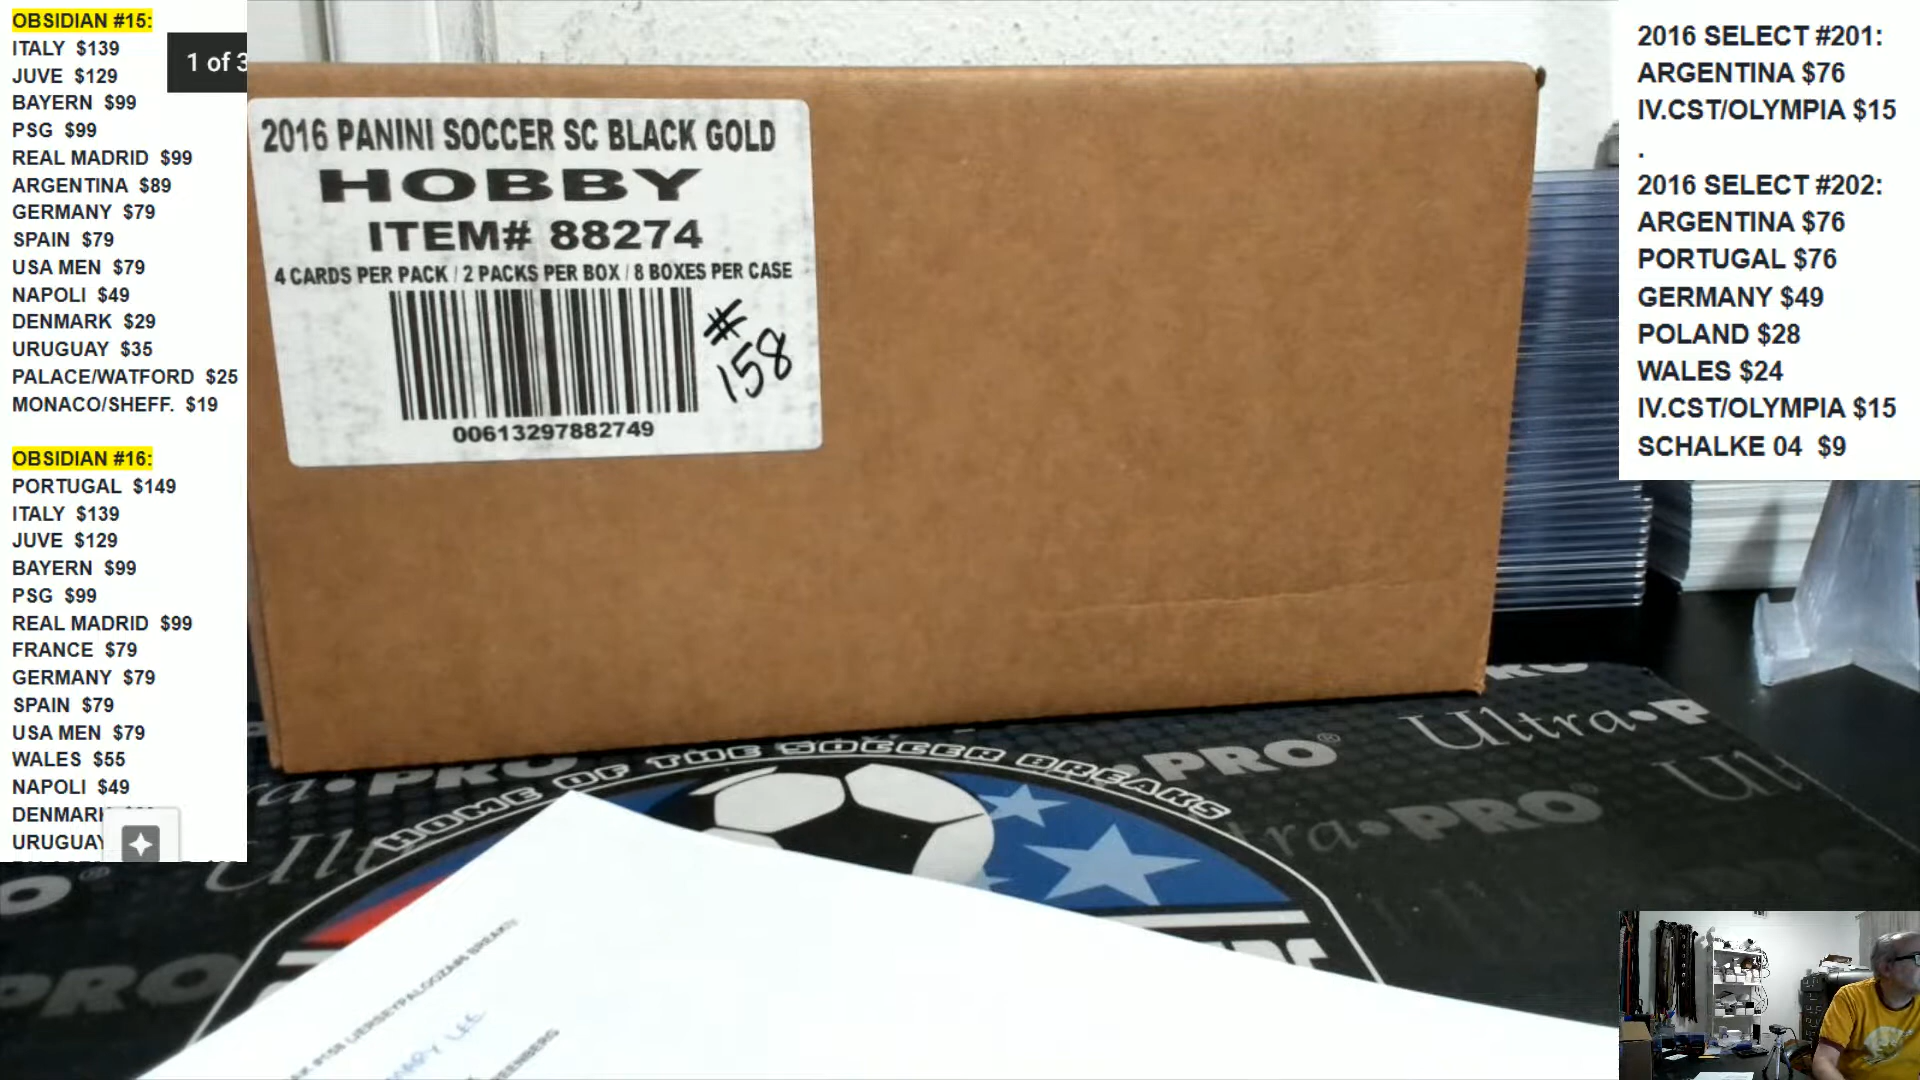 OBSIDIAN #15:
ITALY $139
JUVE $129
BAYERN $99
PSG $99
REAL MADRID $99
ARGENTINA $89
GERMANY $79
SPAIN $79
USA MEN $79
NAPOLI $49
DENMARK $29
URUGUAY $35
PALACE/WATFORD $25
MONACO/SHEFF. $19
OBSIDIAN #16:
PORTUGAL $149
ITALY $139
JUVE $129
BAYERN $99
PSG $99
REAL MADRID $99
FRANCE $79
GERMANY $79
SPAIN $79
USA MEN $79
WALES $55
NAPOLI $49
DENMARK
URUGUAY
1 of 3
2016 PANINI SOCCER SC BLACK GOLD
HOBBY
ITEM# 88274
4 CARDS PER PACK / 2 PACKS PER BOX / 8 BOXES PER CASE
#158
00613297882749
2016 SELECT #201:
ARGENTINA $76
IV.CST/OLYMPIA $15
.
2016 SELECT #202:
ARGENTINA $76
PORTUGAL $76
GERMANY $49
POLAND $28
WALES $24
IV.CST/OLYMPIA $15
SCHALKE 04 $9
HOME OF THE SOCCER BREAKS
Ultra PRO